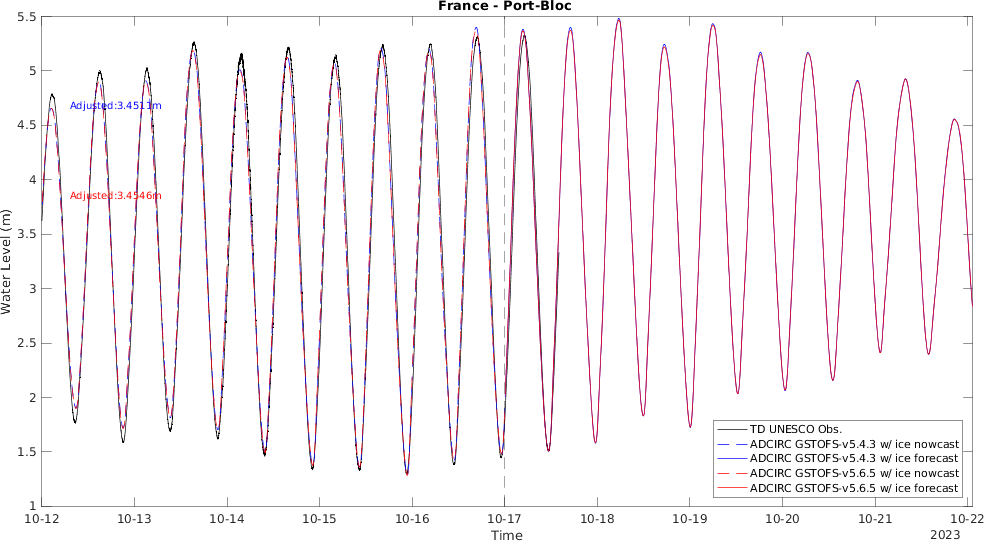 France - Port-Bloc
5.5
5
4.5
4
3.5
3
2.5
2
1.5
1
Water Level (m)
Adjusted:3.4511m
Adjusted:3.4546m
TD UNESCO Obs.
ADCIRC GSTOFS-v5.4.3 w/ ice nowcast
ADCIRC GSTOFS-v5.4.3 w/ ice forecast
ADCIRC GSTOFS-v5.6.5 w/ ice nowcast
ADCIRC GSTOFS-v5.6.5 w/ ice forecast
10-12 10-13 10-14 10-15 10-16 10-17 10-18 10-19 10-20 10-21 10-22
Time
2023